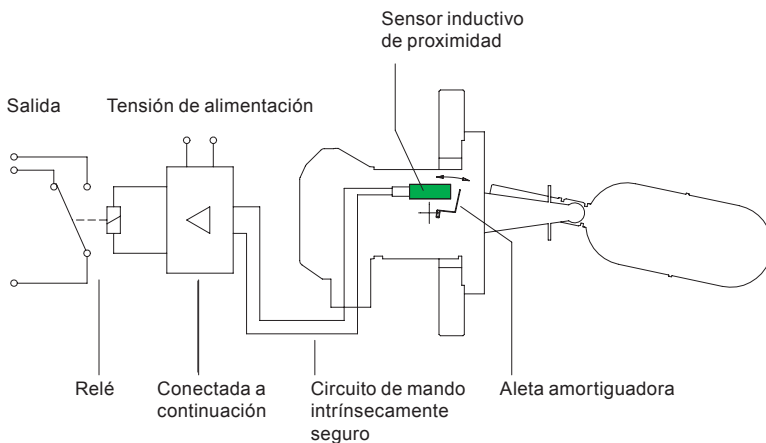 Sensor inductivo
de proximidad
Salida
Tensión de alimentación
Relé
Conectada a
continuación
Circuito de mando
intrínsecamente
seguro
Aleta amortiguadora